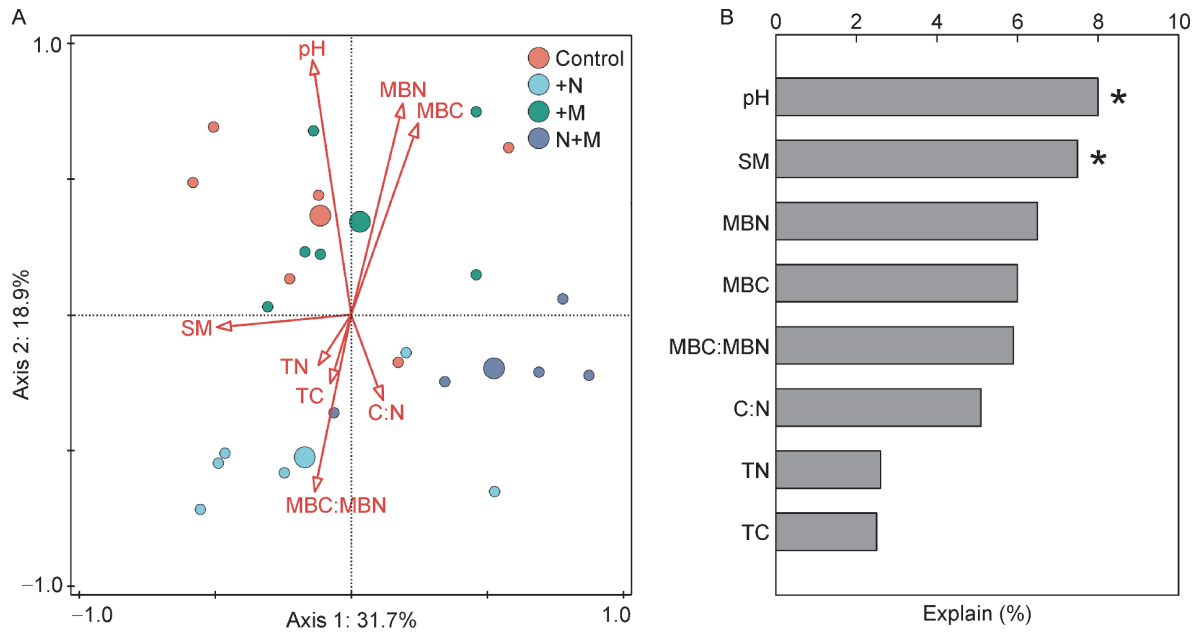 A
1.0
pH
MBN
MBC
Control
+N
+M
N+M
SM
TN
TC
C:N
MBC:MBN
−1.0
−1.0
1.0
Axis 1: 31.7%
Axis 2: 18.9%
B
0 2 4 6 8 10
pH *
SM *
MBN
MBC
MBC:MBN
C:N
TN
TC
Explain (%)